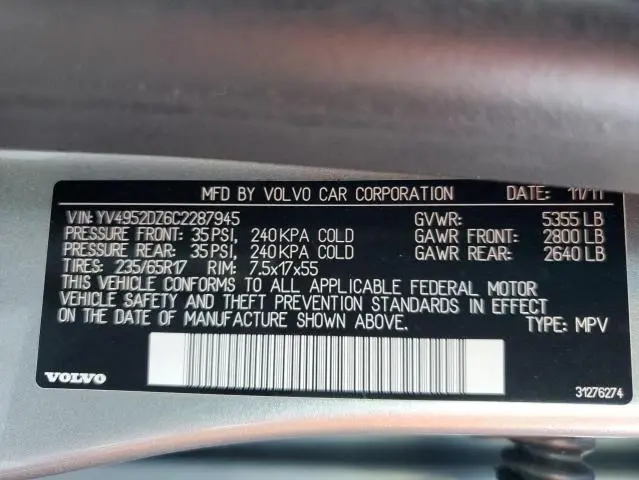 MFD BY VOLVO CAR CORPORATION DATE: 11/11
VIN: YV4952DZ6C2287945 GVWR: 5355 LB
PRESSURE FRONT: 35 PSI, 240 KPA COLD GAWR FRONT: 2800 LB
PRESSURE REAR: 35 PSI, 240 KPA COLD GAWR REAR: 2640 LB
TIRES: 235/65R17 RIM: 7.5x17x55
THIS VEHICLE CONFORMS TO ALL APPLICABLE FEDERAL MOTOR
VEHICLE SAFETY AND THEFT PREVENTION STANDARDS IN EFFECT
ON THE DATE OF MANUFACTURE SHOWN ABOVE. TYPE: MPV
VOLVO 31276274